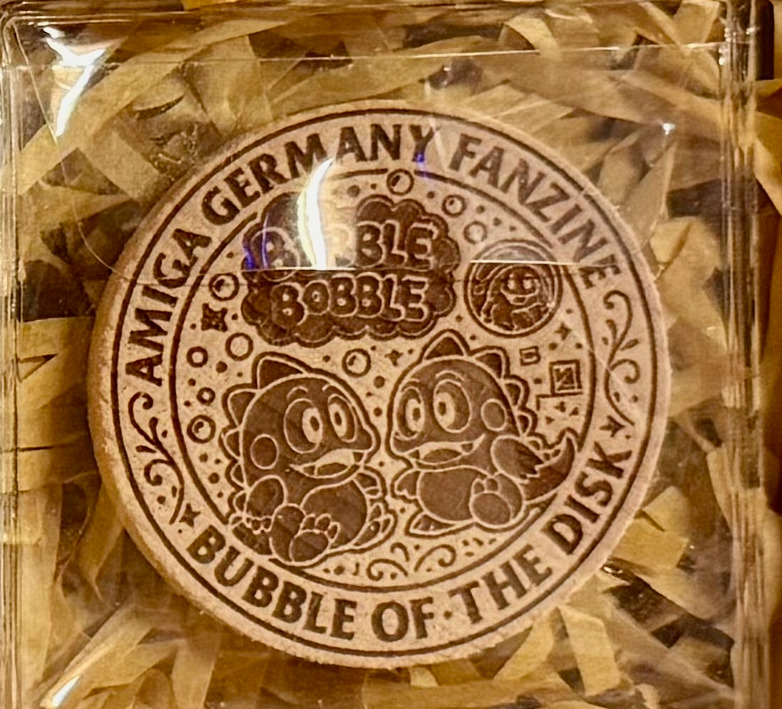 AMIGA GERMANY FANZINE
BUBBLE
BOBBLE
BUBBLE OF THE DISK